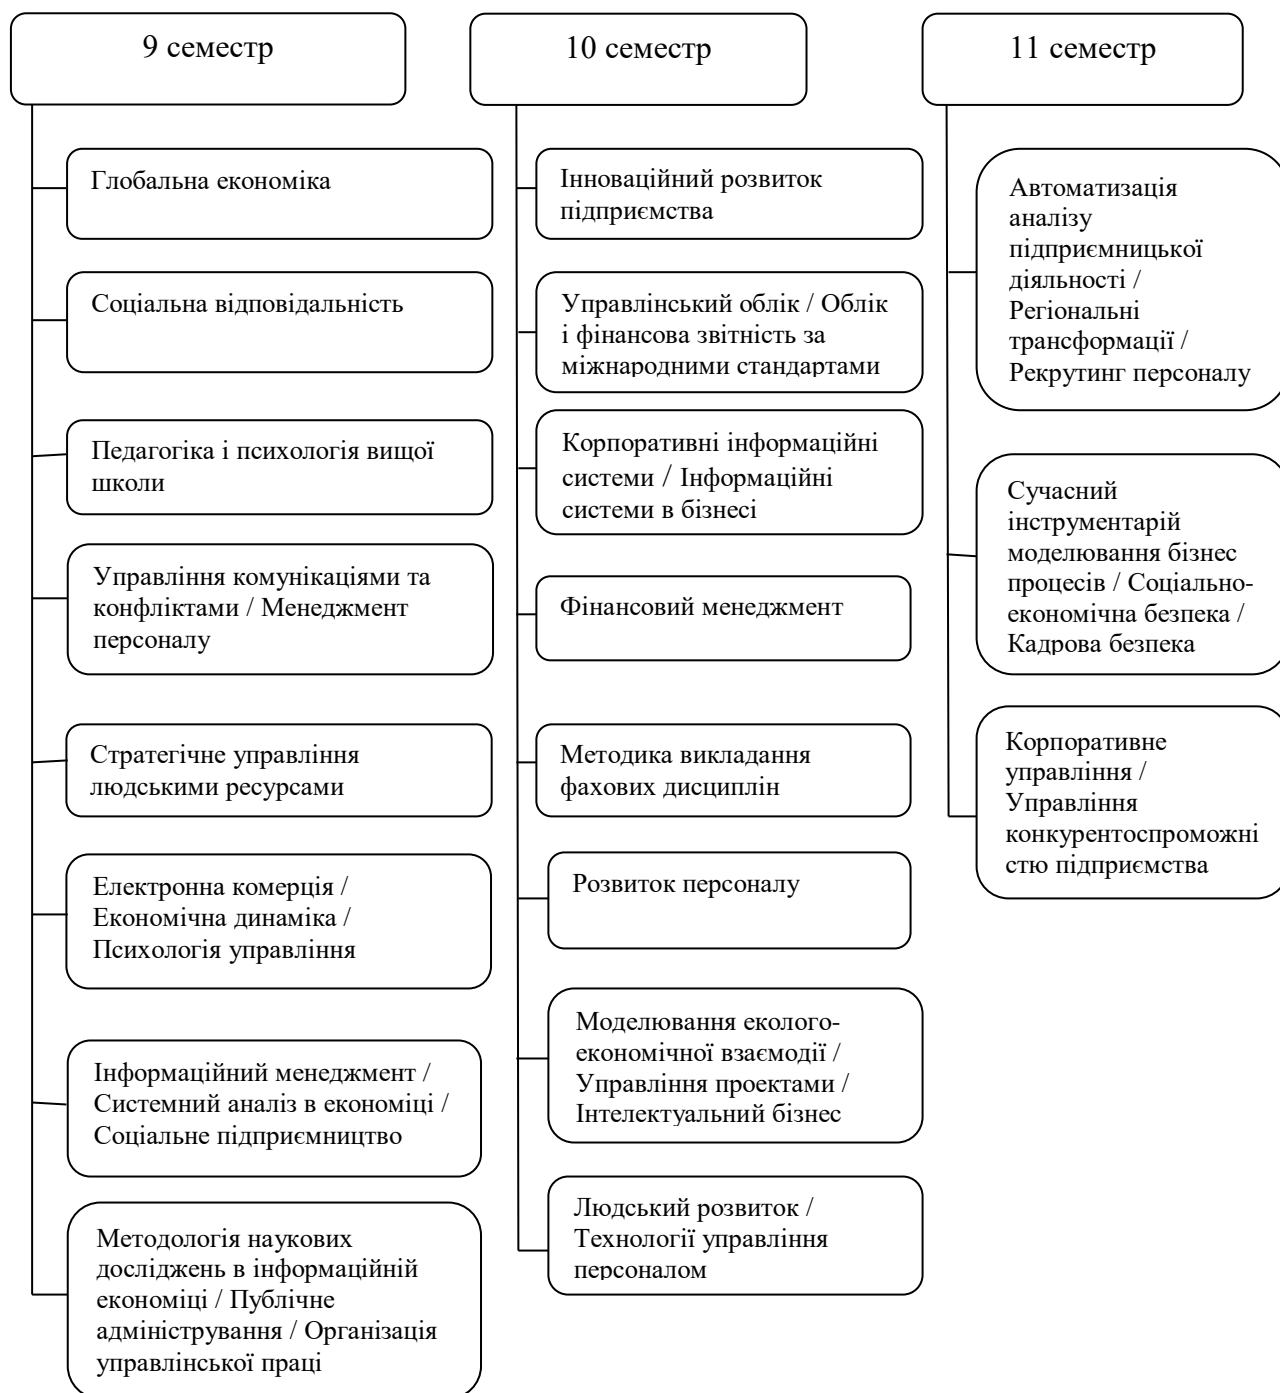 9 семестр
Глобальна економіка
Соціальна відповідальність
Педагогіка і психологія вищої
школи
Управління комунікаціями та
конфліктами / Менеджмент
персоналу
Стратегічне управління
людськими ресурсами
Електронна комерція /
Економічна динаміка /
Психологія управління
Інформаційний менеджмент /
Системний аналіз в економіці /
Соціальне підприємництво
Методологія наукових
досліджень в інформаційній
економіці / Публічне
адміністрування / Організація
управлінської праці
10 семестр
Інноваційний розвиток
підприємства
Управлінський облік / Облік
і фінансова звітність за
міжнародними стандартами
Корпоративні інформаційні
системи / Інформаційні
системи в бізнесі
Фінансовий менеджмент
Методика викладання
фахових дисциплін
Розвиток персоналу
Моделювання еколого-
економічної взаємодії /
Управління проектами /
Інтелектуальний бізнес
Людський розвиток /
Технології управління
персоналом
11 семестр
Автоматизація
аналізу
підприємницької
діяльності /
Регіональні
трансформації /
Рекрутинг персоналу
Сучасний
інструментарій
моделювання бізнес
процесів / Соціально-
економічна безпека /
Кадрова безпека
Корпоративне
управління /
Управління
конкурентоспроможні
стю підприємства